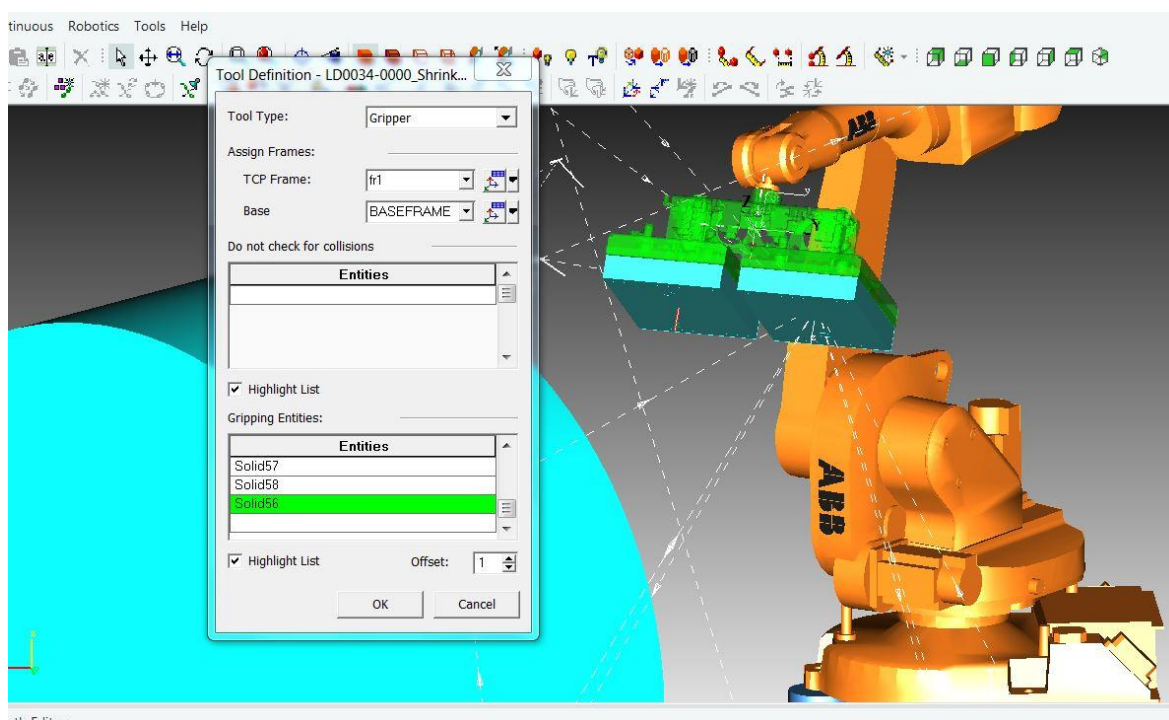 tinuous Robotics Tools Help
Tool Definition - LD0034-0000_Shrink...
Tool Type: Gripper
Assign Frames:
TCP Frame: fr1
Base BASEFRAME
Do not check for collisions
Entities
Highlight List
Gripping Entities:
Entities
Solid57
Solid58
Solid56
Highlight List Offset: 1
OK Cancel
ABB
Z
Y
ABB